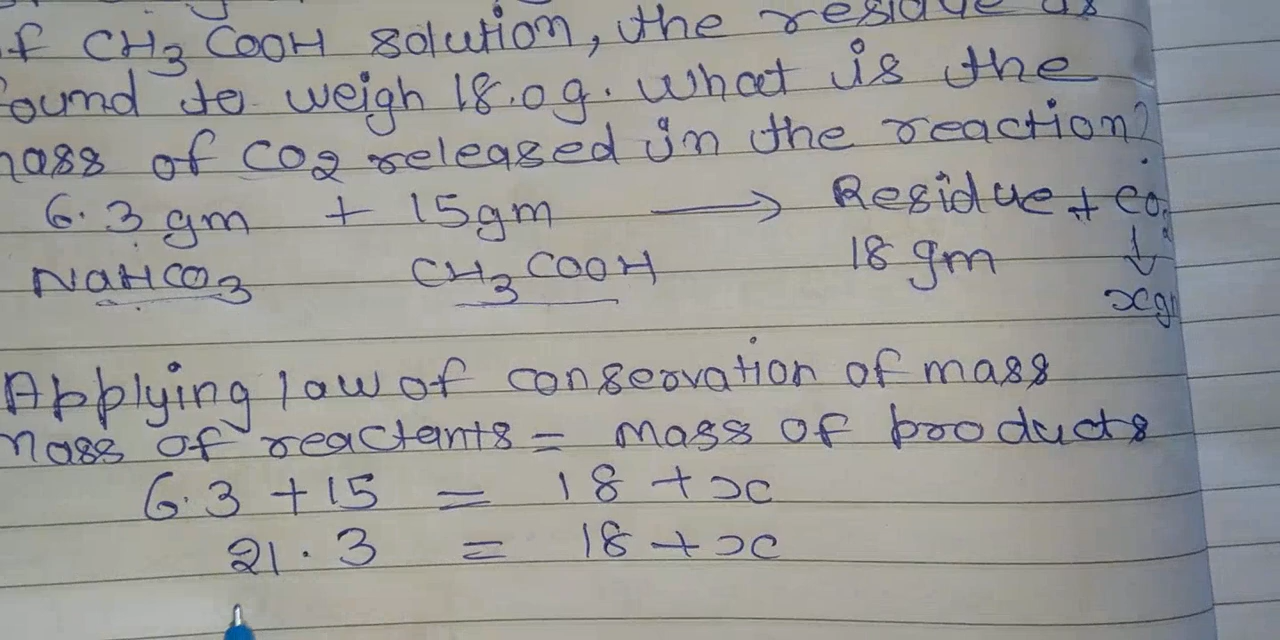 of CH3COOH solution, the residue is
found to weigh 18.0g. What is the
mass of CO2 released in the reaction?
6.3gm + 15gm → Residue + CO2
NaHCO3 CH3COOH 18 gm ↓
xg
Applying law of conservation of mass
Mass of reactants = mass of products
6.3 + 15 = 18 + x
21.3 = 18 + x